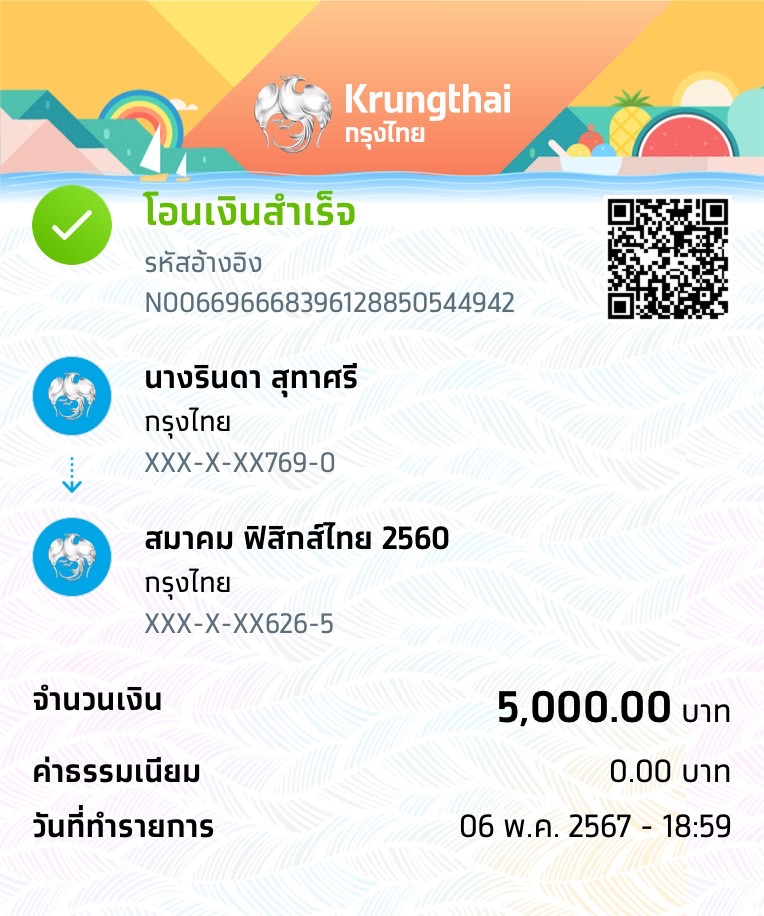 Krungthai
กรุงไทย
โอนเงินสำเร็จ
รหัสอ้างอิง
N0066966683961288505​44942
นางรินดา สุทาศรี
กรุงไทย
XXX-X-XX769-0
สมาคม ฟิสิกส์ไทย 2560
กรุงไทย
XXX-X-XX626-5
จำนวนเงิน 5,000.00 บาท
ค่าธรรมเนียม 0.00 บาท
วันที่ทำรายการ 06 พ.ค. 2567 - 18:59